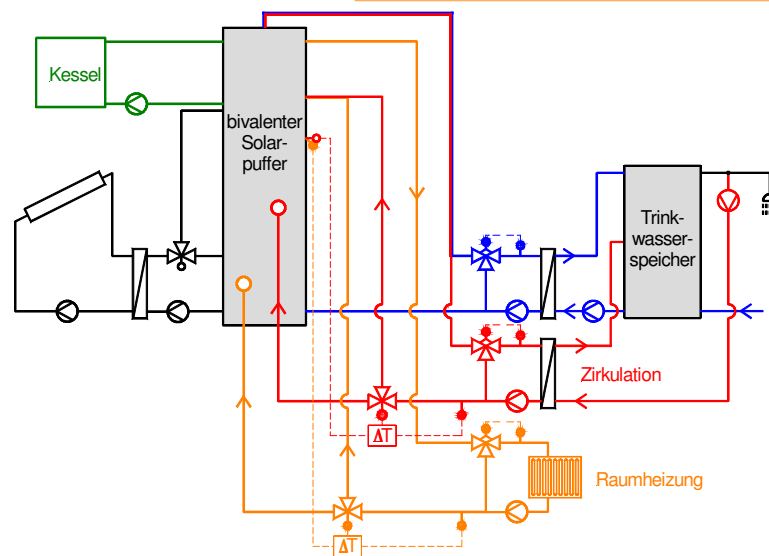 Kessel
bivalenter
Solar-
puffer
Trink-
wasser-
speicher
Zirkulation
ΔT
Raumheizung
ΔT